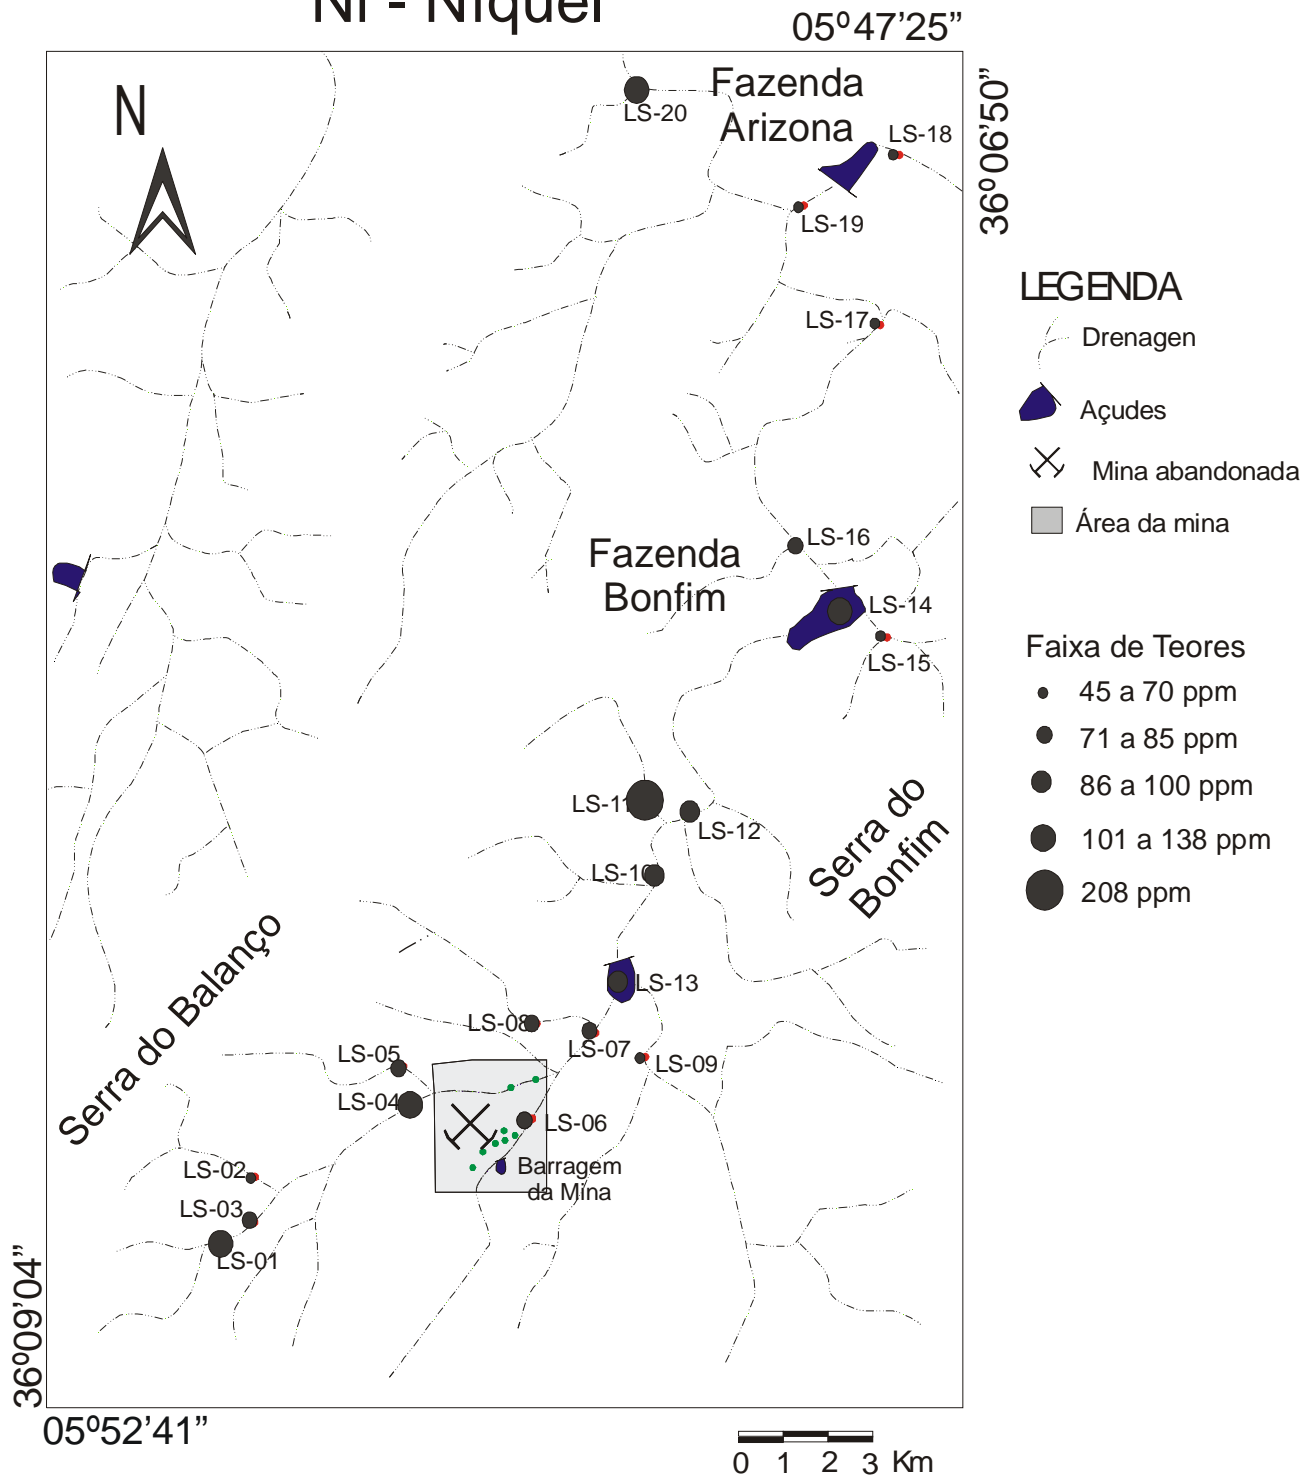 Ni - Níquel
05º47’25”
36º06’50”
N
LS-20
Fazenda
Arizona
LS-18
LS-19
LS-17
LEGENDA
Drenagen
Açudes
Mina abandonada
Área da mina
LS-16
Fazenda
Bonfim
LS-14
LS-15
Faixa de Teores
45 a 70 ppm
71 a 85 ppm
86 a 100 ppm
101 a 138 ppm
208 ppm
LS-11
LS-12
Serra do
Bonfim
LS-10
Serra do Balanço
LS-13
LS-08
LS-07
LS-05
LS-09
LS-04
LS-06
Barragem
da Mina
LS-02
LS-03
LS-01
36º09’04”
05º52’41”
0 1 2 3 Km